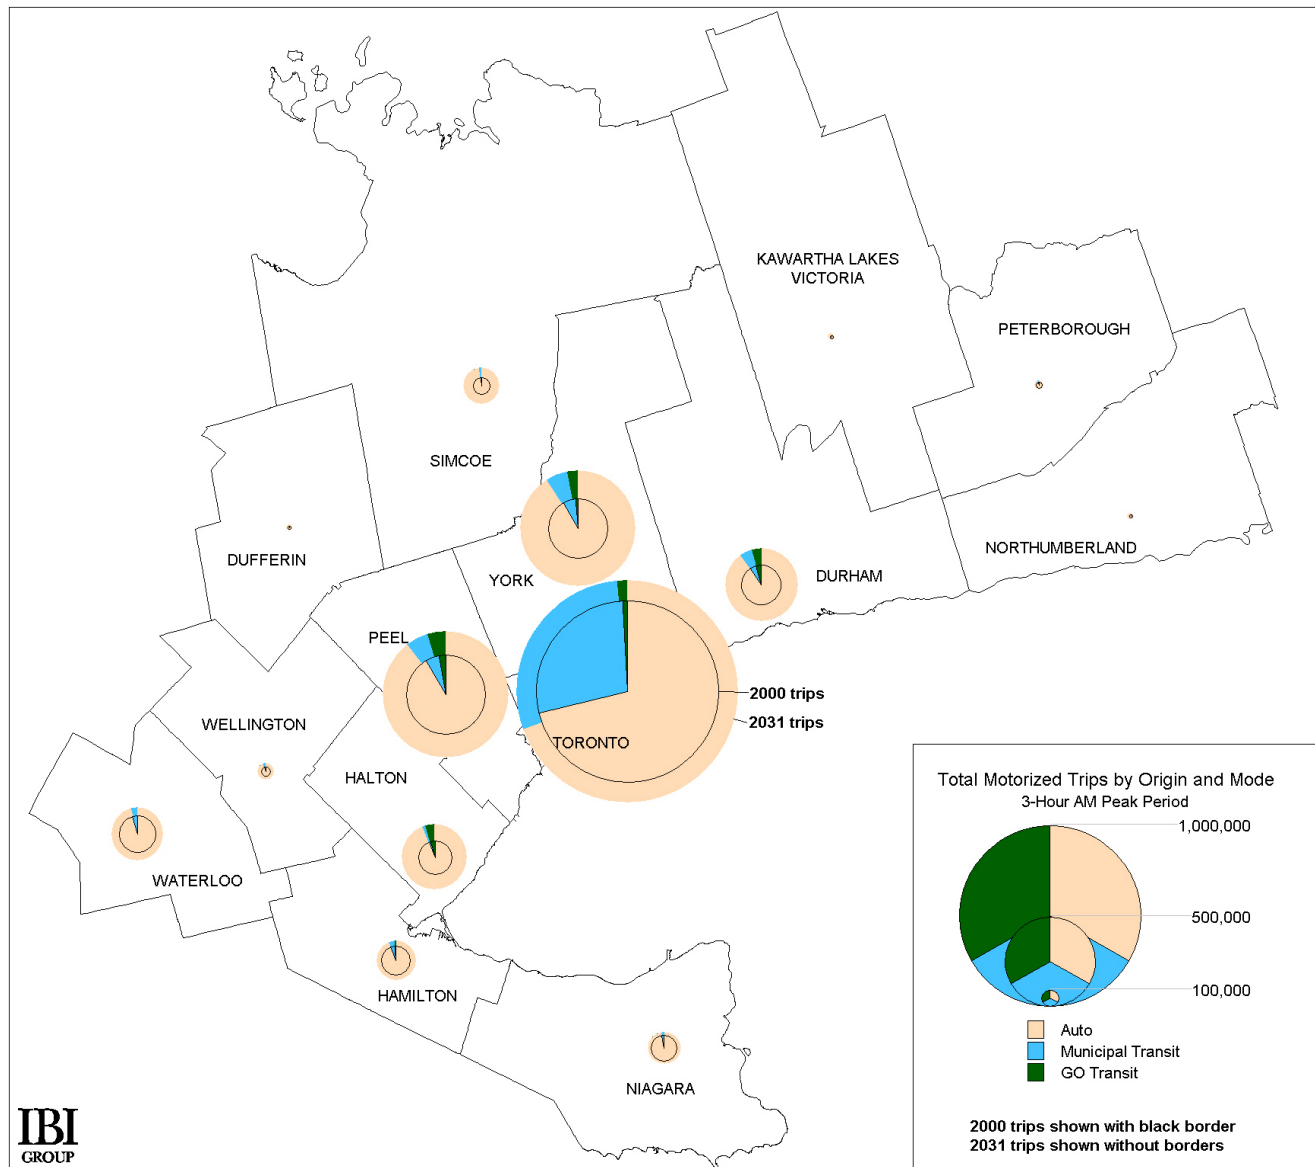 KAWARTHA LAKES
VICTORIA
PETERBOROUGH
SIMCOE
NORTHUMBERLAND
DUFFERIN
YORK
DURHAM
PEEL
2000 trips
2031 trips
WELLINGTON
TORONTO
HALTON
WATERLOO
HAMILTON
NIAGARA
Total Motorized Trips by Origin and Mode
3-Hour AM Peak Period
1,000,000
500,000
100,000
Auto
Municipal Transit
GO Transit
2000 trips shown with black border
2031 trips shown without borders
IBI
GROUP